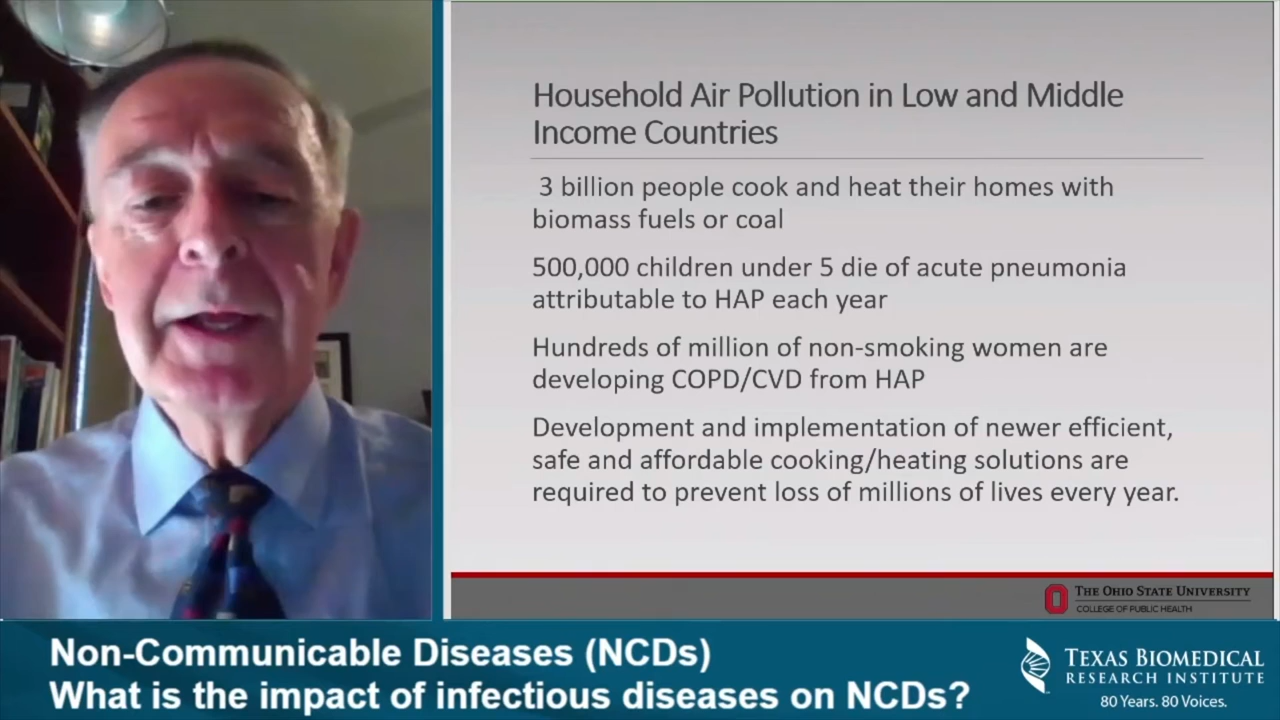 Household Air Pollution in Low and Middle
Income Countries
3 billion people cook and heat their homes with
biomass fuels or coal
500,000 children under 5 die of acute pneumonia
attributable to HAP each year
Hundreds of million of non-smoking women are
developing COPD/CVD from HAP
Development and implementation of newer efficient,
safe and affordable cooking/heating solutions are
required to prevent loss of millions of lives every year.
THE OHIO STATE UNIVERSITY
COLLEGE OF PUBLIC HEALTH
Non-Communicable Diseases (NCDs)
What is the impact of infectious diseases on NCDs?
TEXAS BIOMEDICAL
RESEARCH INSTITUTE
80 Years. 80 Voices.